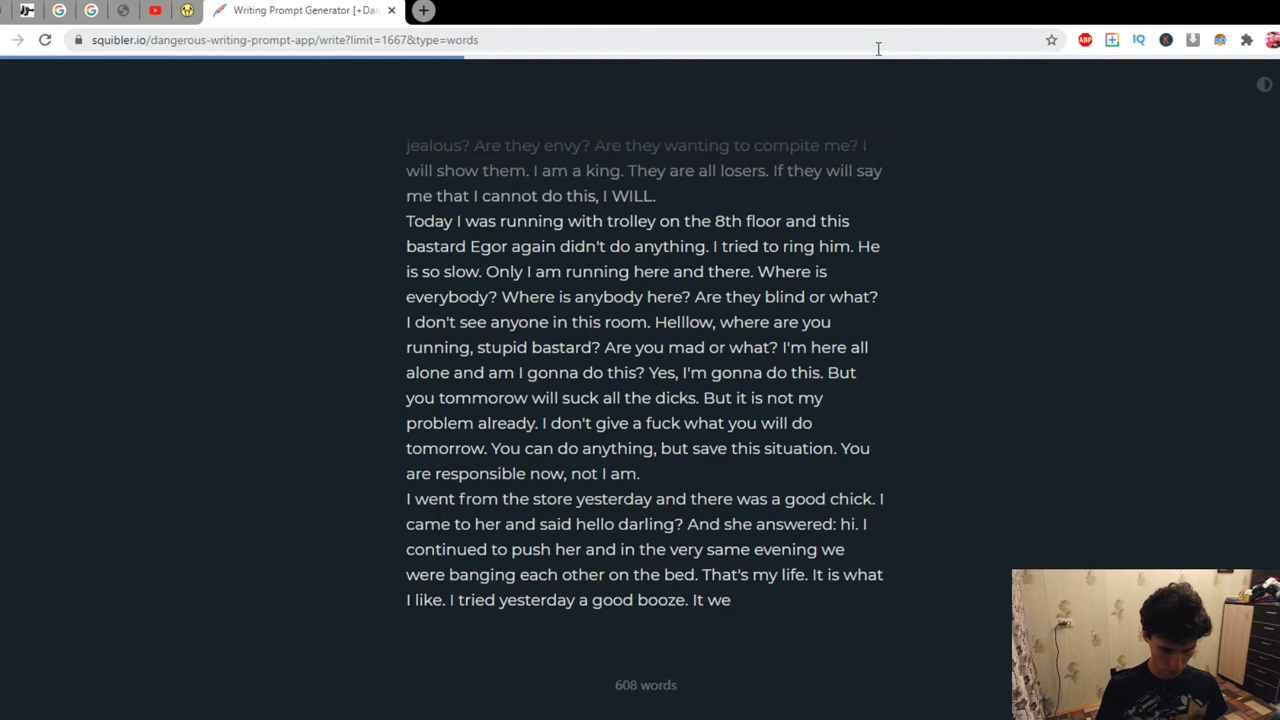 Writing Prompt Generator [+Dan
squibler.io/dangerous-writing-prompt-app/write?limit=1667&type=words
ABP
IQ
K
jealous? Are they envy? Are they wanting to compite me? I
will show them. I am a king. They are all losers. If they will say
me that I cannot do this, I WILL.
Today I was running with trolley on the 8th floor and this
bastard Egor again didn't do anything. I tried to ring him. He
is so slow. Only I am running here and there. Where is
everybody? Where is anybody here? Are they blind or what?
I don't see anyone in this room. Helllow, where are you
running, stupid bastard? Are you mad or what? I'm here all
alone and am I gonna do this? Yes, I'm gonna do this. But
you tommorow will suck all the dicks. But it is not my
problem already. I don't give a fuck what you will do
tomorrow. You can do anything, but save this situation. You
are responsible now, not I am.
I went from the store yesterday and there was a good chick. I
came to her and said hello darling? And she answered: hi. I
continued to push her and in the very same evening we
were banging each other on the bed. That's my life. It is what
I like. I tried yesterday a good booze. It we
608 words